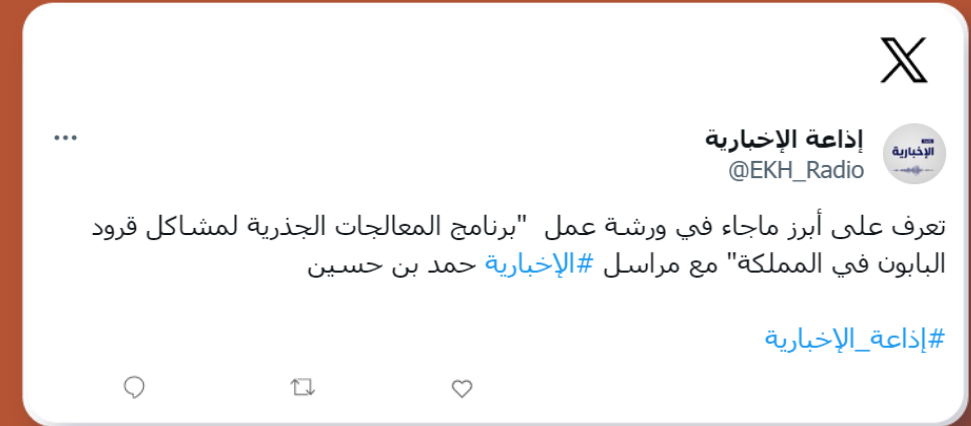 إذاعة الإخبارية
@EKH_Radio
الإخبارية
تعرف على أبرز ماجاء في ورشة عمل "برنامج المعالجات الجذرية لمشاكل قرود
البابون في المملكة" مع مراسل #الإخبارية حمد بن حسين
#إذاعة_الإخبارية